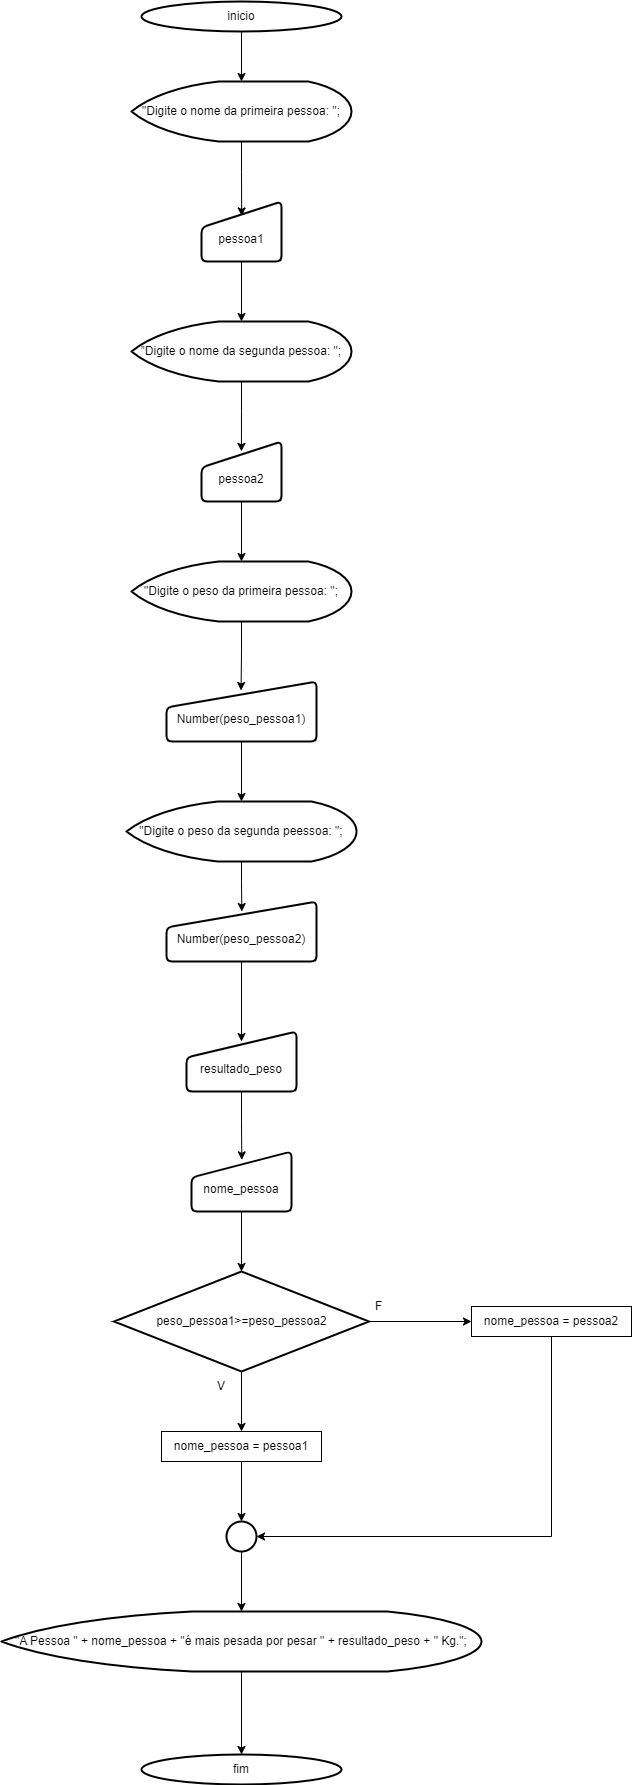 inicio
"Digite o nome da primeira pessoa: ";
pessoa1
"Digite o nome da segunda pessoa: ";
pessoa2
"Digite o peso da primeira pessoa: ";
Number(peso_pessoa1)
"Digite o peso da segunda peessoa: ";
Number(peso_pessoa2)
resultado_peso
nome_pessoa
peso_pessoa1>=peso_pessoa2
F
nome_pessoa = pessoa2
V
nome_pessoa = pessoa1
"A Pessoa " + nome_pessoa + "é mais pesada por pesar " + resultado_peso + " Kg.";
fim